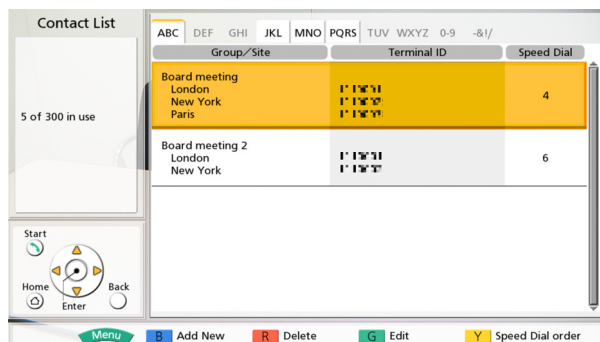 Contact List
5 of 300 in use
ABC DEF GHI JKL MNO PQRS TUV WXYZ 0-9 -&!/
Group/Site Terminal ID Speed Dial
Board meeting
London
New York
Paris
4
Board meeting 2
London
New York
6
Start
Home
Back
Enter
Menu B Add New R Delete G Edit Y Speed Dial order